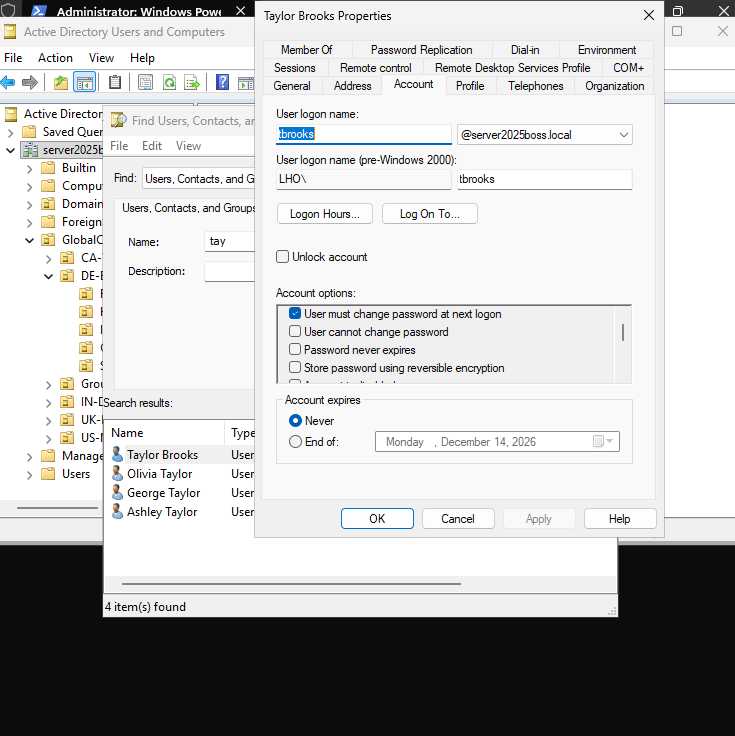 Administrator: Windows Powe
Active Directory Users and Computers
File Action View Help
Active Directory
Saved Quer
server2025b
Builtin
Compu
Domain
Foreign
GlobalC
CA-
DE-
Grou
IN-D
UK-
US-
Manage
Users
Find Users, Contacts, an
File Edit View
Find: Users, Contacts, and G
Users, Contacts, and Groups
Name: tay
Description:
Search results:
Name Type
Taylor Brooks User
Olivia Taylor User
George Taylor User
Ashley Taylor User
4 item(s) found
Taylor Brooks Properties
Member Of Password Replication Dial-in Environment
Sessions Remote control Remote Desktop Services Profile COM+
General Address Account Profile Telephones Organization
User logon name:
tbrooks @server2025boss.local
User logon name (pre-Windows 2000):
LHO\ tbrooks
Logon Hours... Log On To...
Unlock account
Account options:
User must change password at next logon
User cannot change password
Password never expires
Store password using reversible encryption
Account expires
Never
End of: Monday , December 14, 2026
OK Cancel Apply Help